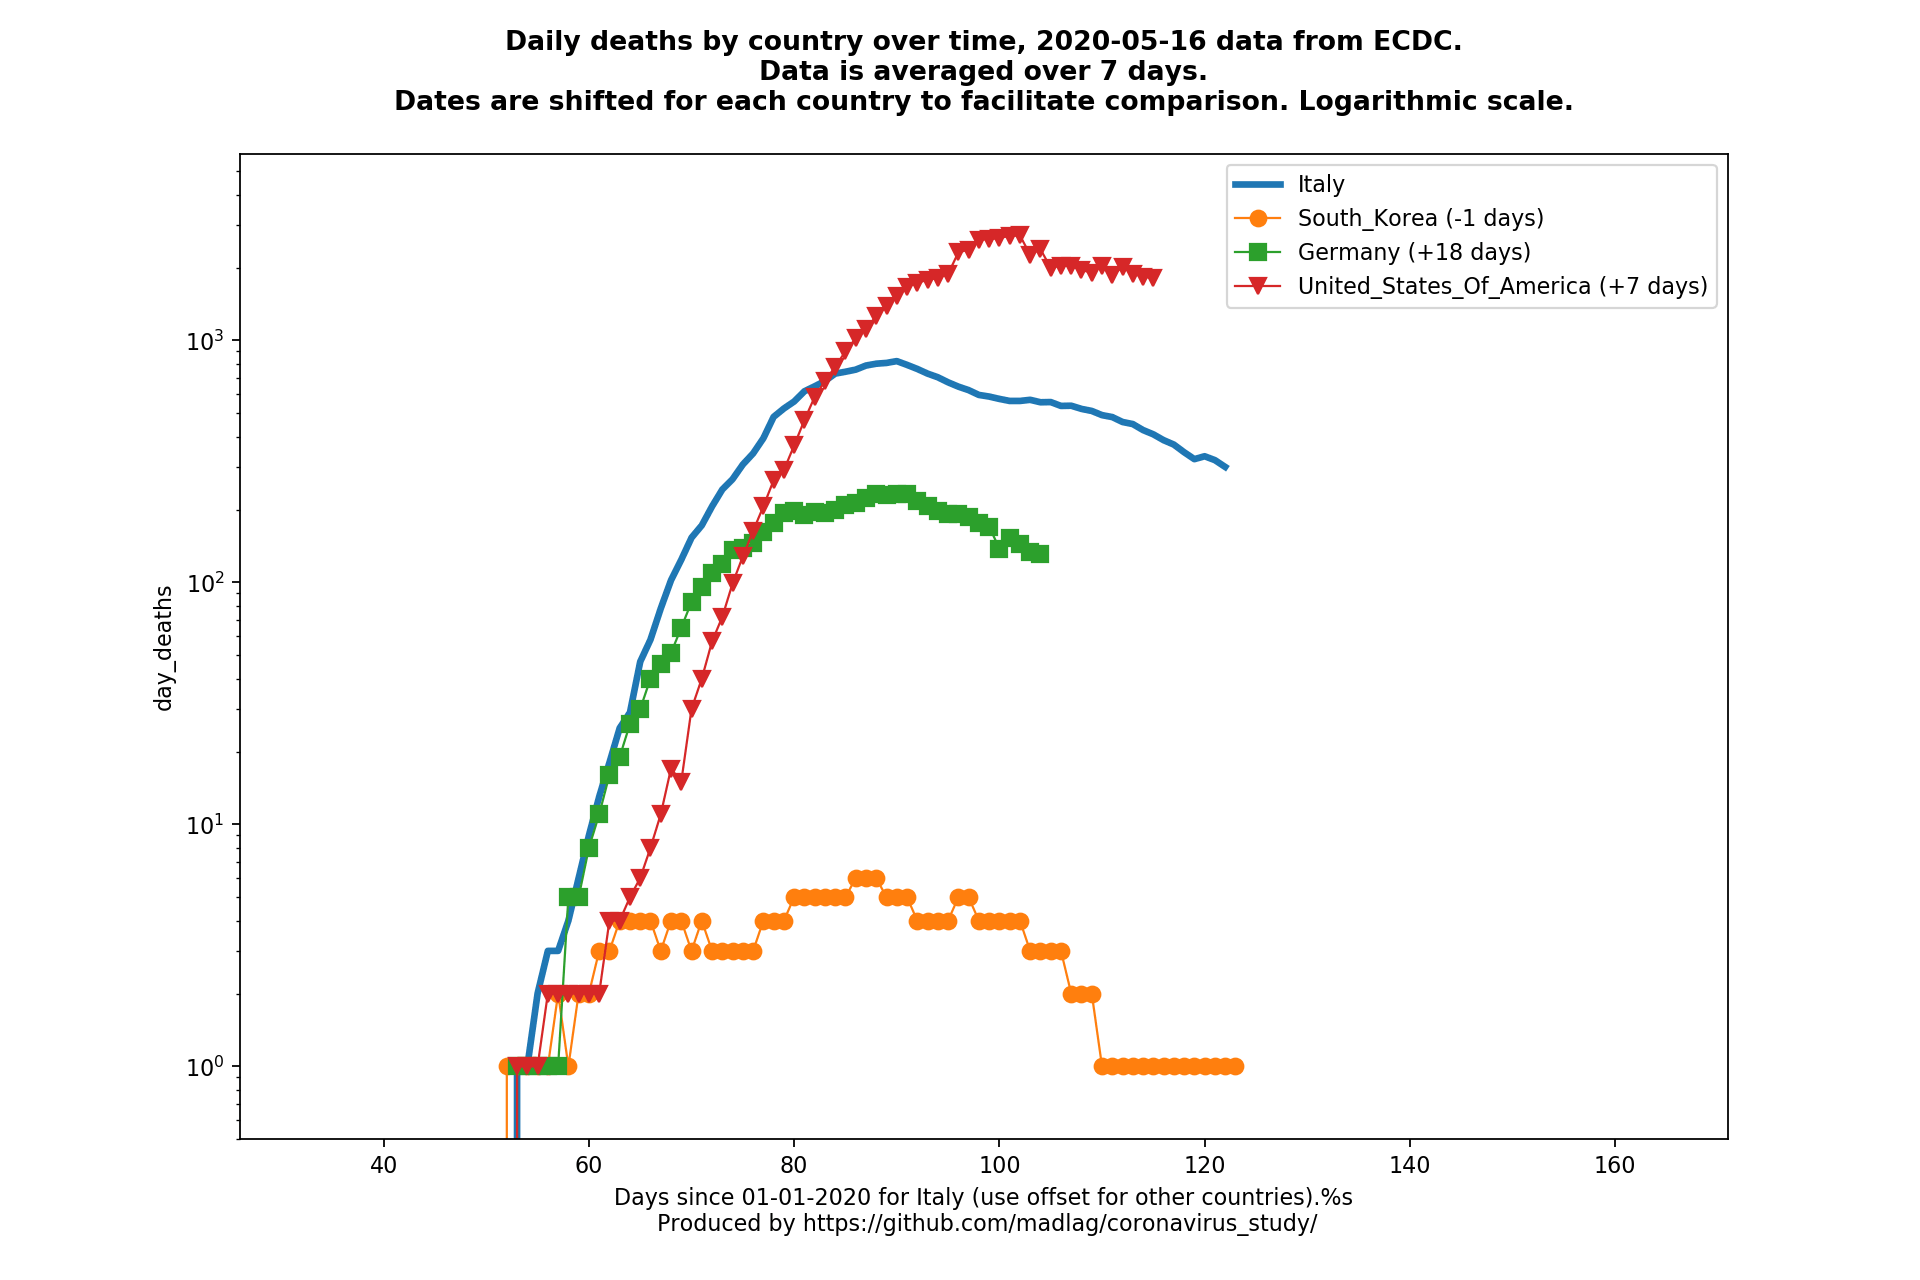 Daily deaths by country over time, 2020-05-16 data from ECDC.
Data is averaged over 7 days.
Dates are shifted for each country to facilitate comparison. Logarithmic scale.
Italy
South_Korea (-1 days)
Germany (+18 days)
United_States_Of_America (+7 days)
day_deaths
10³
10²
10¹
10⁰
40 60 80 100 120 140 160
Days since 01-01-2020 for Italy (use offset for other countries).%s
Produced by https://github.com/madlag/coronavirus_study/